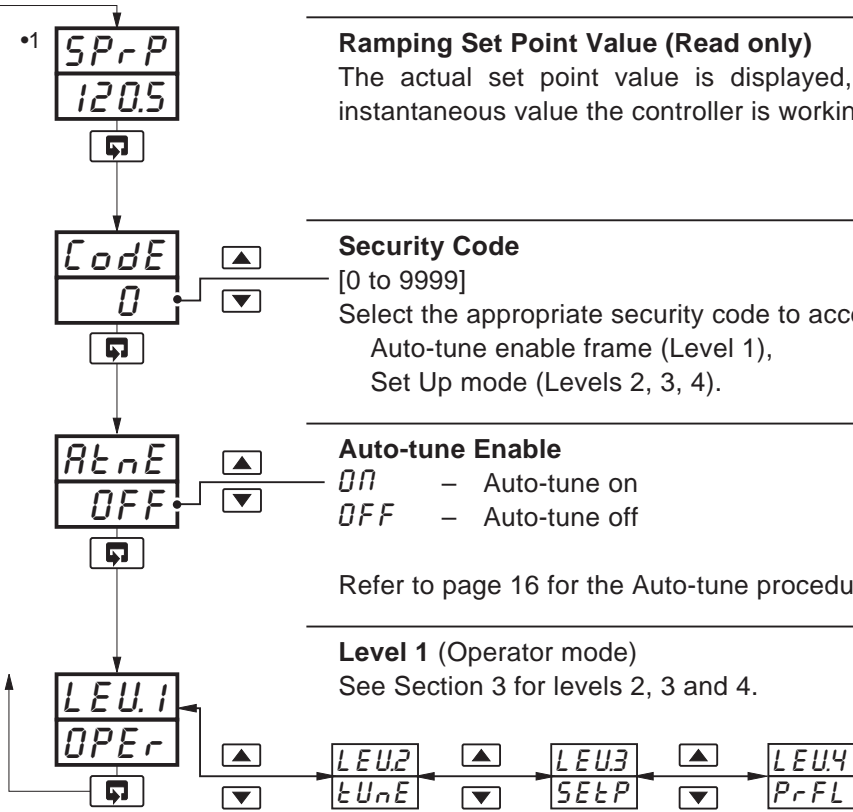 •1
SPrP
120.5
Ramping Set Point Value (Read only)
The actual set point value is displayed,
instantaneous value the controller is workin
CodE
0
Security Code
[0 to 9999]
Select the appropriate security code to acce
Auto-tune enable frame (Level 1),
Set Up mode (Levels 2, 3, 4).
AtnE
OFF
Auto-tune Enable
On – Auto-tune on
OFF – Auto-tune off
Refer to page 16 for the Auto-tune procedu
LEV.1
OPEr
Level 1 (Operator mode)
See Section 3 for levels 2, 3 and 4.
LEV.2
tUnE
LEV.3
SEtP
LEV.4
PrFL